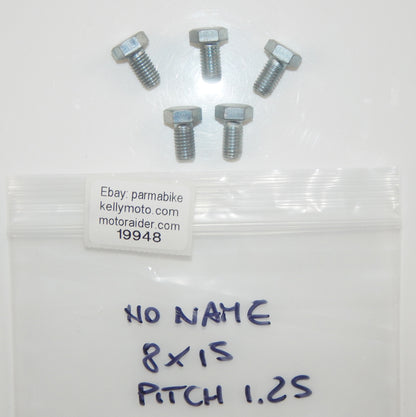 Ebay: parmabike
kellymoto.com
motoraider.com
19948
NO NAME
8x15
PITCH 1.25